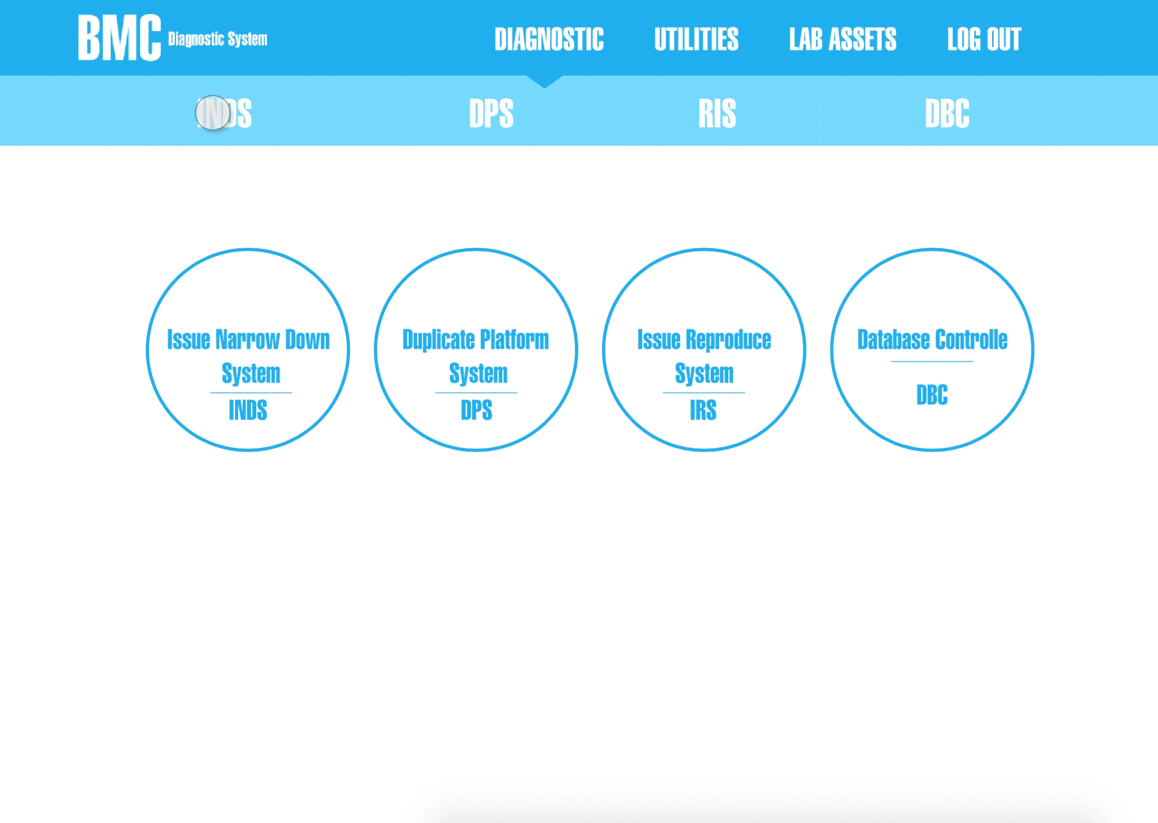 BMC Diagnostic System
DIAGNOSTIC UTILITIES LAB ASSETS LOG OUT
INDS DPS RIS DBC
Issue Narrow Down
System
INDS
Duplicate Platform
System
DPS
Issue Reproduce
System
IRS
Database Controlle
DBC